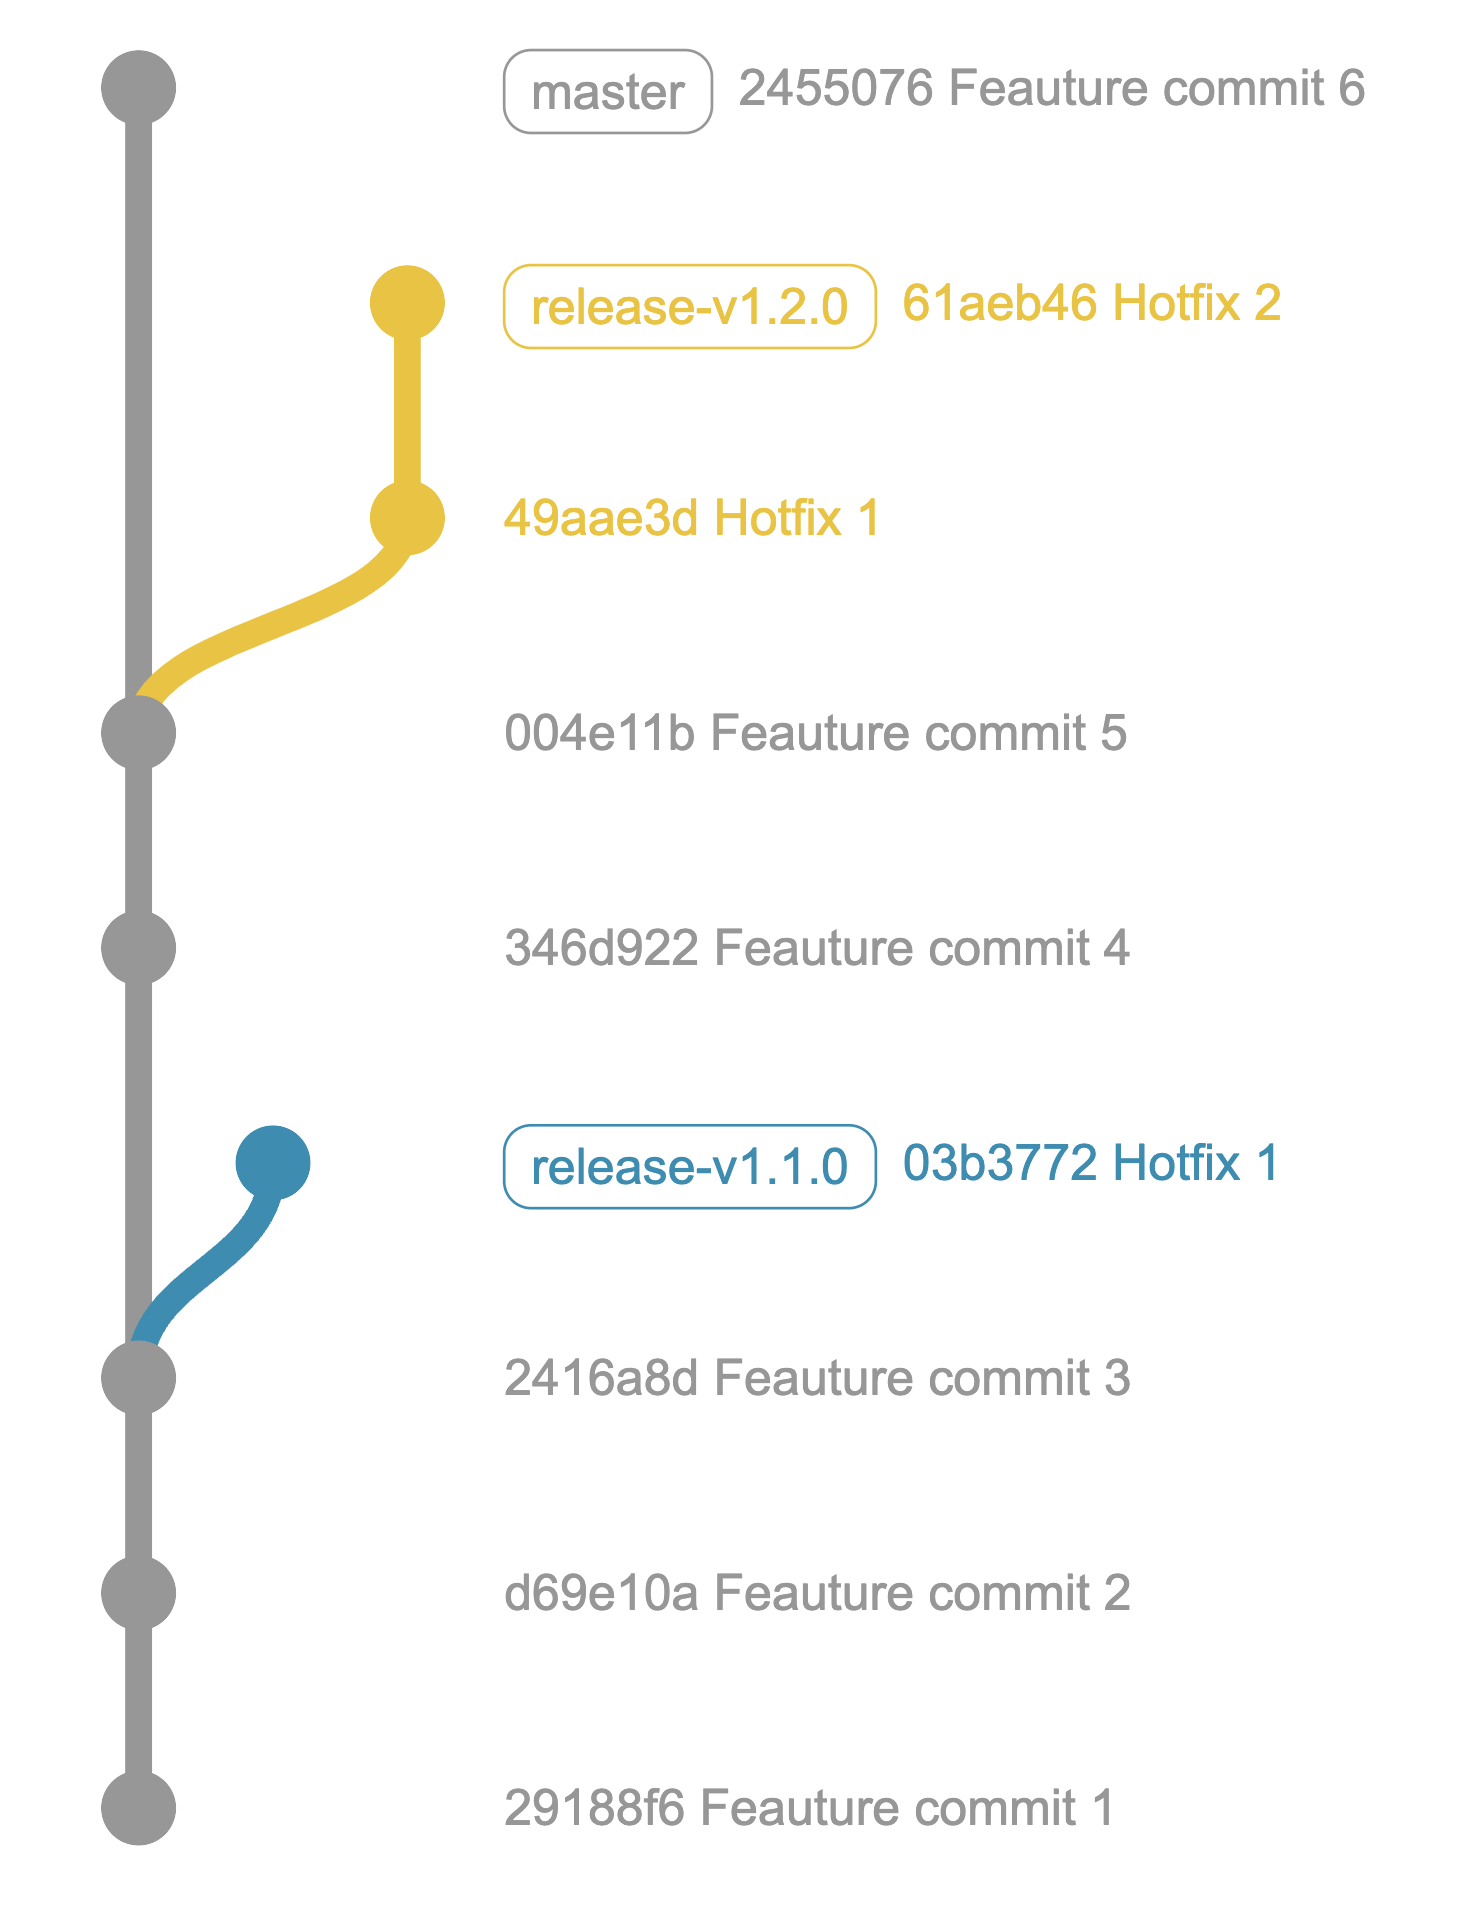 master 2455076 Feauture commit 6
release-v1.2.0 61aeb46 Hotfix 2
49aae3d Hotfix 1
004e11b Feauture commit 5
346d922 Feauture commit 4
release-v1.1.0 03b3772 Hotfix 1
2416a8d Feauture commit 3
d69e10a Feauture commit 2
29188f6 Feauture commit 1